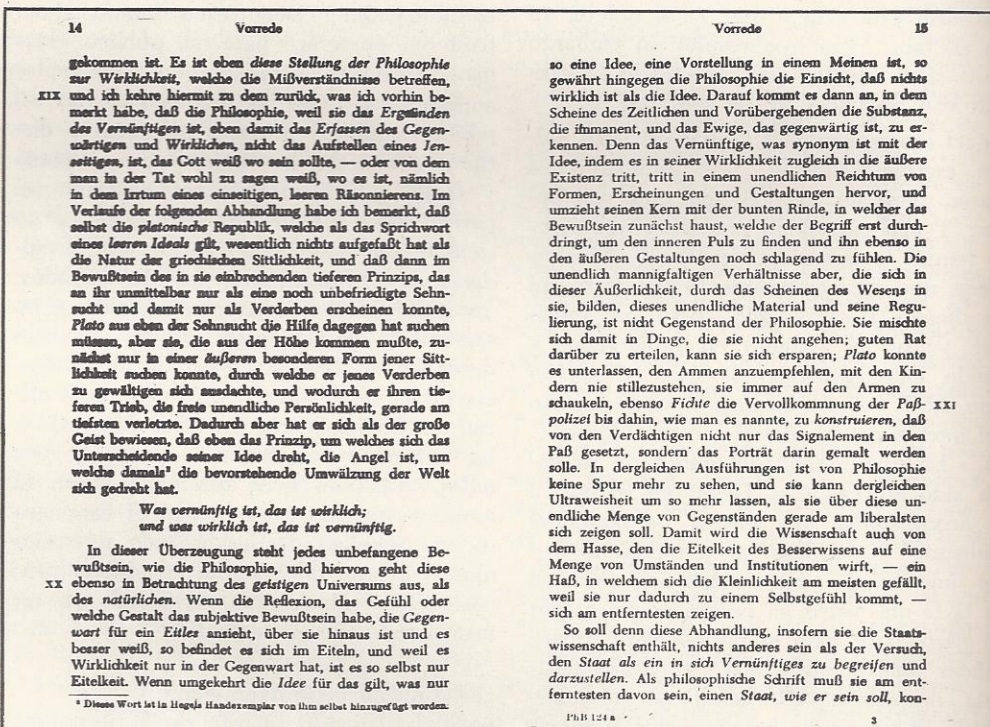 14
Vorrede
gekommen ist. Es ist eben diese Stellung der Philosophie
zur Wirklichkeit, welche die Mißverständnisse betreffen,
XIX und ich kehre hiermit zu dem zurück, was ich vorhin be-
merkt habe, daß die Philosophie, weil sie das Ergründen
des Vernünftigen ist, eben damit das Erfassen des Gegen-
wärtigen und Wirklichen, nicht das Aufstellen eines Jen-
seitigen, ist, das Gott weiß wo sein sollte, — oder von dem
man in der Tat wohl zu sagen weiß, wo es ist, nämlich
in dem Irrtum eines einseitigen, leeren Räsonnierens. Im
Verlaufe der folgenden Abhandlung habe ich bemerkt, daß
selbst die platonische Republik, welche als das Sprichwort
eines leeren Ideals gilt, wesentlich nichts aufgefaßt hat als
die Natur der griechischen Sittlichkeit, und daß dann im
Bewußtsein des in sie einbrechenden tieferen Prinzips, das
an ihr unmittelbar nur als eine noch unbefriedigte Sehn-
sucht und damit nur als Verderben erscheinen konnte,
Plato aus eben der Sehnsucht die Hilfe dagegen hat suchen
müssen, aber sie, die aus der Höhe kommen mußte, zu-
nächst nur in einer äußeren besonderen Form jener Sitt-
lichkeit suchen konnte, durch welche er jenes Verderben
zu gewältigen sich ausdachte, und wodurch er ihren tie-
feren Trieb, die freie unendliche Persönlichkeit, gerade am
tiefsten verletzte. Dadurch aber hat er sich als der große
Geist bewiesen, daß eben das Prinzip, um welches sich das
Unterscheidende seiner Idee dreht, die Angel ist, um
welche damals* die bevorstehende Umwälzung der Welt
sich gedreht hat.
Was vernünftig ist, das ist wirklich;
und was wirklich ist, das ist vernünftig.
In dieser Überzeugung steht jedes unbefangene Be-
wußtsein, wie die Philosophie, und hiervon geht diese
XX ebenso in Betrachtung des geistigen Universums aus, als
des natürlichen. Wenn die Reflexion, das Gefühl oder
welche Gestalt das subjektive Bewußtsein habe, die Gegen-
wart für ein Eitles ansieht, über sie hinaus ist und es
besser weiß, so befindet es sich im Eiteln, und weil es
Wirklichkeit nur in der Gegenwart hat, ist es so selbst nur
Eitelkeit. Wenn umgekehrt die Idee für das gilt, was nur
* Dieses Wort ist in Hegels Handexemplar von ihm selbst hinzugefügt worden.
Vorrede
15
so eine Idee, eine Vorstellung in einem Meinen ist, so
gewährt hingegen die Philosophie die Einsicht, daß nichts
wirklich ist als die Idee. Darauf kommt es dann an, in dem
Scheine des Zeitlichen und Vorübergehenden die Substanz,
die immanent, und das Ewige, das gegenwärtig ist, zu er-
kennen. Denn das Vernünftige, was synonym ist mit der
Idee, indem es in seiner Wirklichkeit zugleich in die äußere
Existenz tritt, tritt in einem unendlichen Reichtum von
Formen, Erscheinungen und Gestaltungen hervor, und
umzieht seinen Kern mit der bunten Rinde, in welcher das
Bewußtsein zunächst haust, welche der Begriff erst durch-
dringt, um den inneren Puls zu finden und ihn ebenso in
den äußeren Gestaltungen noch schlagend zu fühlen. Die
unendlich mannigfaltigen Verhältnisse aber, die sich in
dieser Äußerlichkeit, durch das Scheinen des Wesens in
sie, bilden, dieses unendliche Material und seine Regu-
lierung, ist nicht Gegenstand der Philosophie. Sie mischte
sich damit in Dinge, die sie nicht angehen; guten Rat
darüber zu erteilen, kann sie sich ersparen; Plato konnte
es unterlassen, den Ammen anzuempfehlen, mit den Kin-
dern nie stillezustehen, sie immer auf den Armen zu
schaukeln, ebenso Fichte die Vervollkommnung der Paß- XXI
polizei bis dahin, wie man es nannte, zu konstruieren, daß
von den Verdächtigen nicht nur das Signalement in den
Paß gesetzt, sondern das Porträt darin gemalt werden
solle. In dergleichen Ausführungen ist von Philosophie
keine Spur mehr zu sehen, und sie kann dergleichen
Ultraweisheit um so mehr lassen, als sie über diese un-
endliche Menge von Gegenständen gerade am liberalsten
sich zeigen soll. Damit wird die Wissenschaft auch von
dem Hasse, den die Eitelkeit des Besserwissens auf eine
Menge von Umständen und Institutionen wirft, — ein
Haß, in welchem sich die Kleinlichkeit am meisten gefällt,
weil sie nur dadurch zu einem Selbstgefühl kommt, —
sich am entferntesten zeigen.
So soll denn diese Abhandlung, insofern sie die Staats-
wissenschaft enthält, nichts anderes sein als der Versuch,
den Staat als ein in sich Vernünftiges zu begreifen und
darzustellen. Als philosophische Schrift muß sie am ent-
ferntesten davon sein, einen Staat, wie er sein soll, kon-
PhB 124a
3